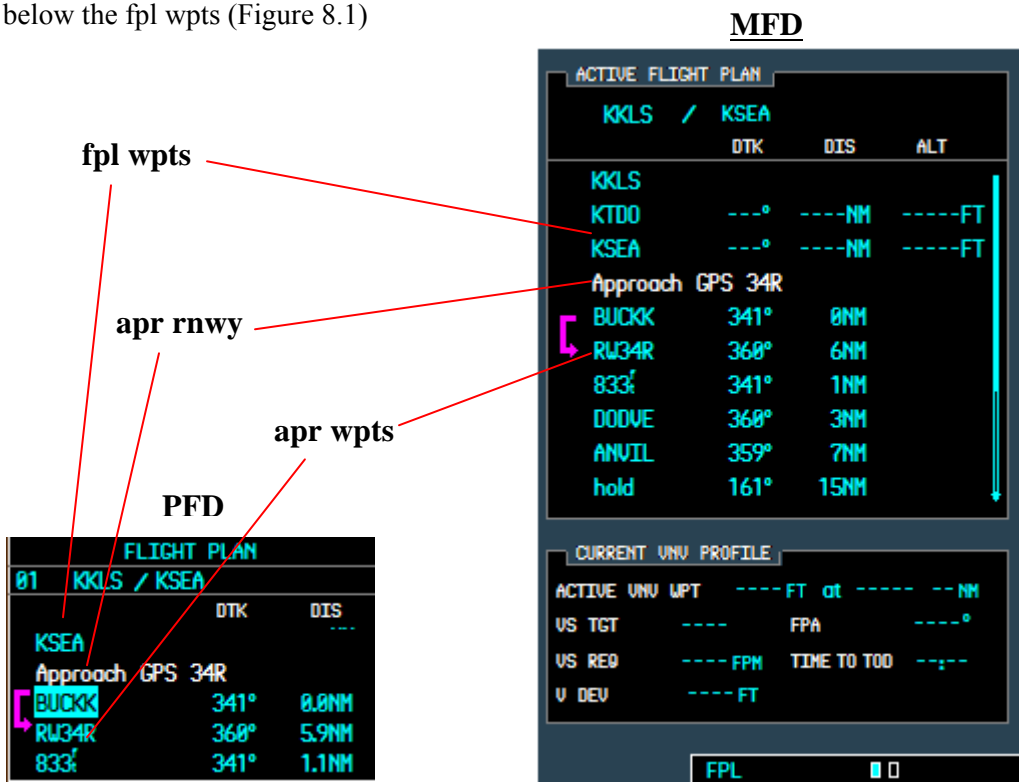 below the fpl wpts (Figure 8.1)
MFD
ACTIVE FLIGHT PLAN
KKLS / KSEA
DTK DIS ALT
KKLS
KTDO ---° ----NM -----FT
KSEA ---° ----NM -----FT
Approach GPS 34R
BUCKK 341° 0NM
RW34R 360° 6NM
833 341° 1NM
DODVE 360° 3NM
ANVIL 359° 7NM
hold 161° 15NM
CURRENT VNV PROFILE
ACTIVE VNV WPT ----FT at ----- --NM
VS TGT ---- FPA ----°
VS REQ ----FPM TIME TO TOD --:--
V DEV ----FT
FPL
fpl wpts
apr rnwy
apr wpts
PFD
FLIGHT PLAN
01 KKLS / KSEA
DTK DIS
KSEA
Approach GPS 34R
BUCKK 341° 0.0NM
RW34R 360° 5.9NM
833 341° 1.1NM